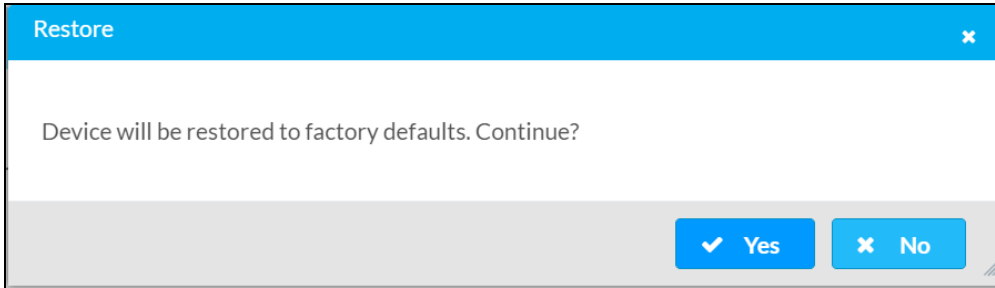 Restore
Device will be restored to factory defaults. Continue?
Yes
No